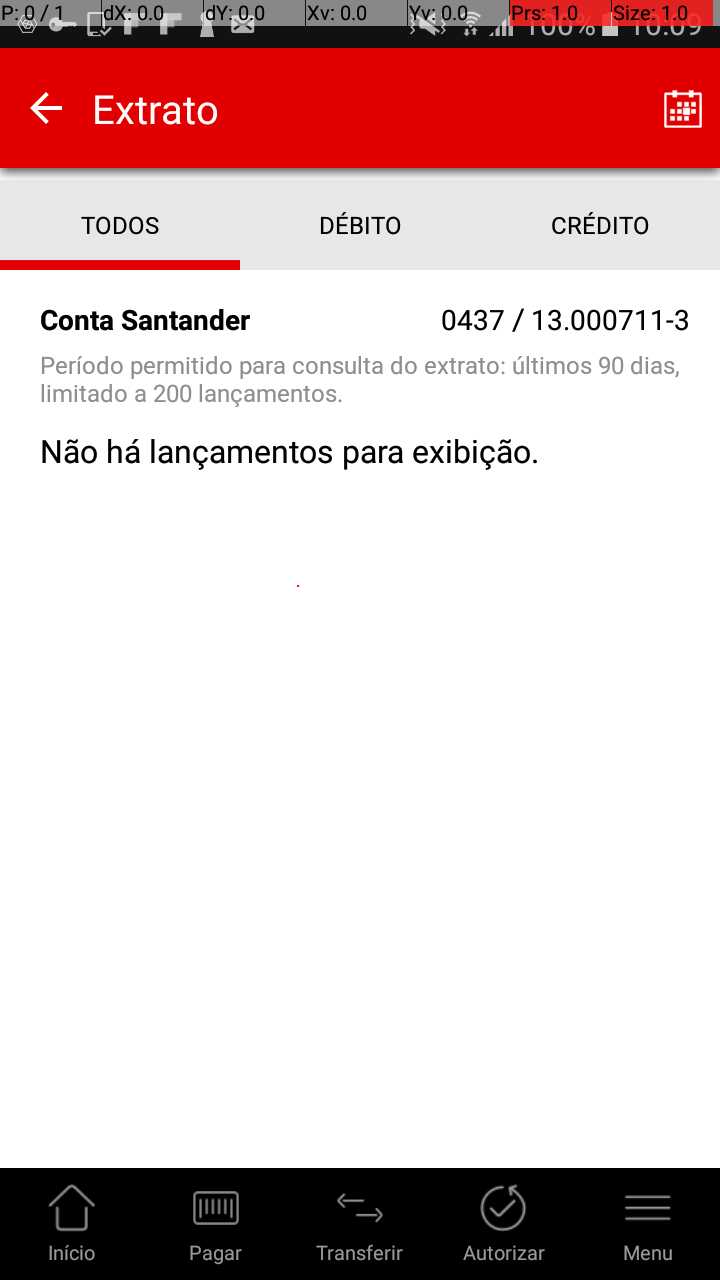 P: 0 / 1 dX: 0.0 dY: 0.0 Xv: 0.0 Yv: 0.0 Prs: 1.0 Size: 1.0
100% 10:09
Extrato
TODOS DÉBITO CRÉDITO
Conta Santander 0437 / 13.000711-3
Período permitido para consulta do extrato: últimos 90 dias,
limitado a 200 lançamentos.
Não há lançamentos para exibição.
Início Pagar Transferir Autorizar Menu